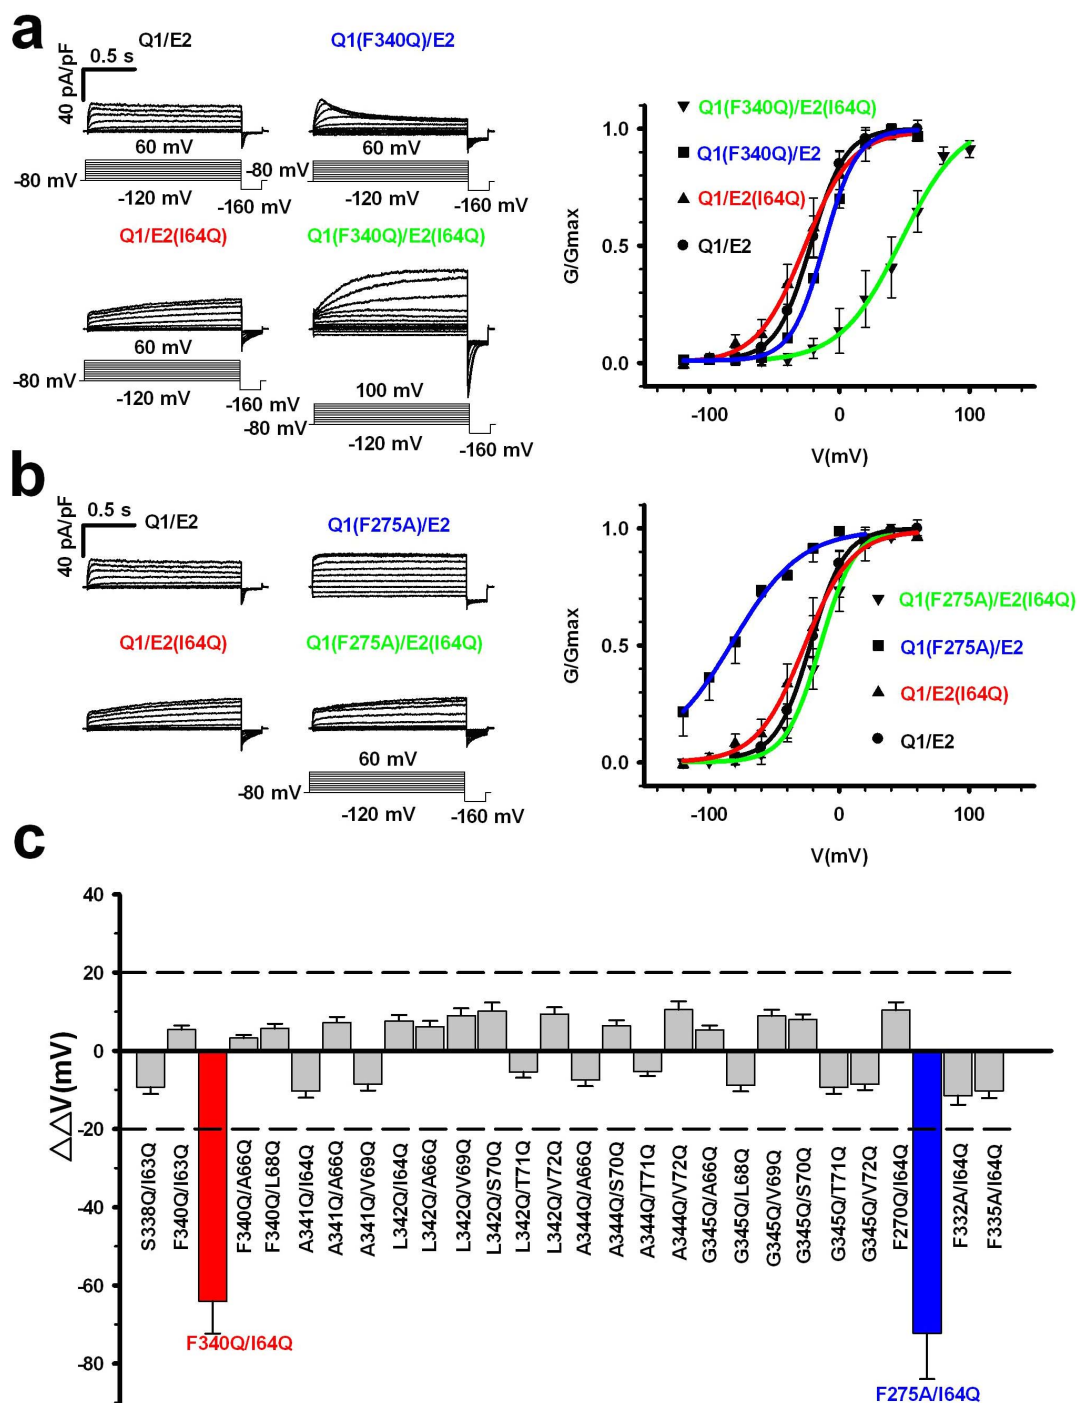 a
Q1/E2
Q1(F340Q)/E2
40 pA/pF
0.5 s
60 mV
60 mV
-80 mV
-80 mV
-120 mV
-120 mV
-160 mV
-160 mV
Q1/E2(I64Q)
Q1(F340Q)/E2(I64Q)
60 mV
-80 mV
-120 mV
-160 mV
100 mV
-80 mV
-120 mV
-160 mV
Q1(F340Q)/E2(I64Q)
Q1(F340Q)/E2
Q1/E2(I64Q)
Q1/E2
G/Gmax
1.0
0.5
0.0
-100
0
100
V(mV)
b
40 pA/pF
0.5 s
Q1/E2
Q1(F275A)/E2
Q1/E2(I64Q)
Q1(F275A)/E2(I64Q)
60 mV
-80 mV
-120 mV
-160 mV
G/Gmax
1.0
0.5
0.0
Q1(F275A)/E2(I64Q)
Q1(F275A)/E2
Q1/E2(I64Q)
Q1/E2
-100
0
100
V(mV)
c
△△V(mV)
40
20
0
-20
-40
-60
-80
S338Q/I63Q
F340Q/I63Q
F340Q/I64Q
F340Q/A66Q
F340Q/L68Q
A341Q/I64Q
A341Q/A66Q
A341Q/V69Q
L342Q/I64Q
L342Q/A66Q
L342Q/V69Q
L342Q/S70Q
L342Q/T71Q
L342Q/V72Q
A344Q/A66Q
A344Q/S70Q
A344Q/T71Q
A344Q/V72Q
G345Q/A66Q
G345Q/L68Q
G345Q/V69Q
G345Q/S70Q
G345Q/T71Q
G345Q/V72Q
F270Q/I64Q
F275A/I64Q
F332A/I64Q
F335A/I64Q